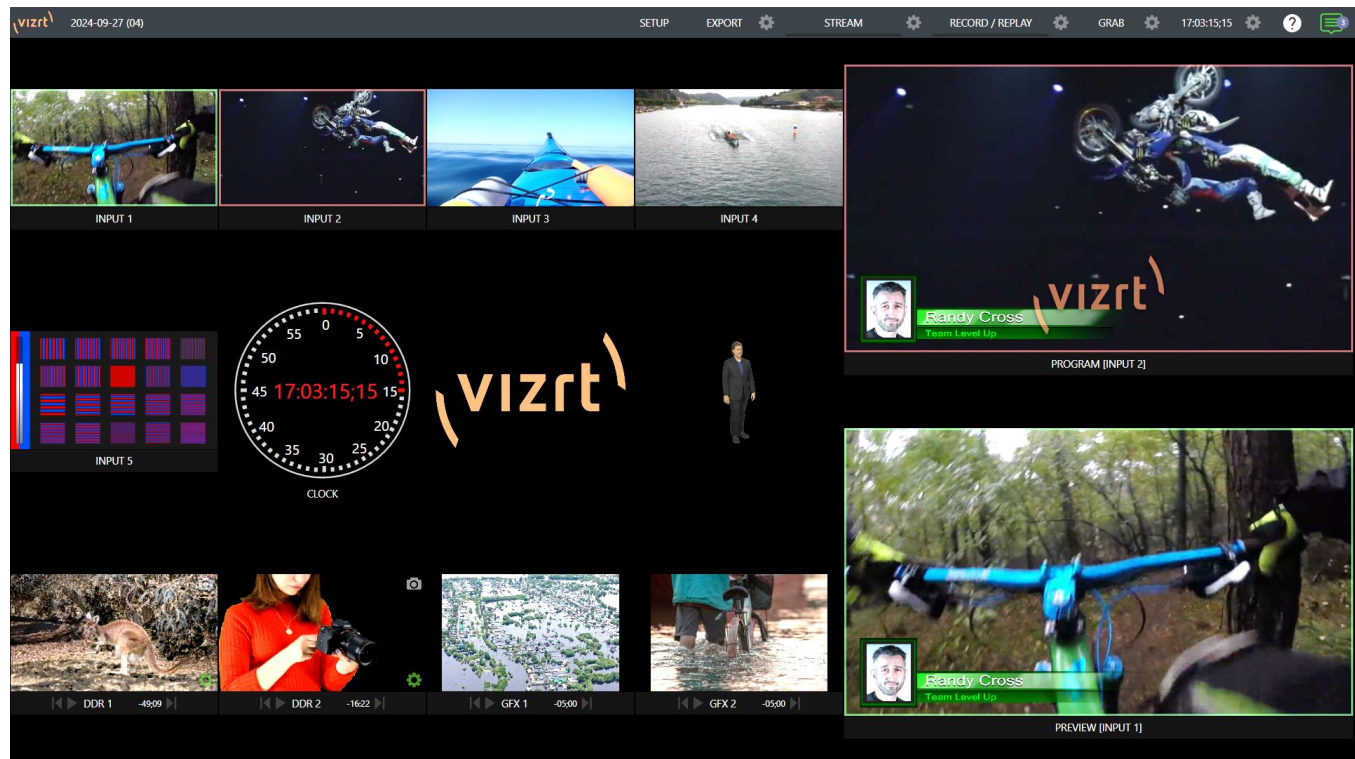 vizrt 2024-09-27 (04) SETUP EXPORT STREAM RECORD / REPLAY GRAB 17:03:15;15 ? 3
INPUT 1 INPUT 2 INPUT 3 INPUT 4
vizrt
Randy Cross
Team Level Up
PROGRAM [INPUT 2]
INPUT 5
0
5
10
15
20
25
30
35
40
45
50
55
17:03:15;15
CLOCK
vizrt
Randy Cross
Team Level Up
DDR 1 -49;09 DDR 2 -16:22 GFX 1 -05;00 GFX 2 -05;00
PREVIEW [INPUT 1]